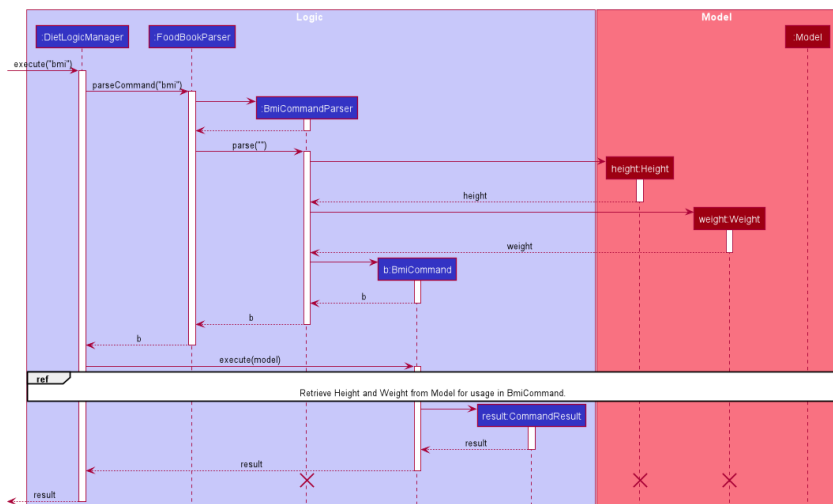 Logic
Model
:DietLogicManager
:FoodBookParser
:Model
execute("bmi")
parseCommand("bmi")
:BmiCommandParser
parse("")
height:Height
height
weight:Weight
weight
b:BmiCommand
b
b
b
execute(model)
ref
Retrieve Height and Weight from Model for usage in BmiCommand.
result:CommandResult
result
result
result